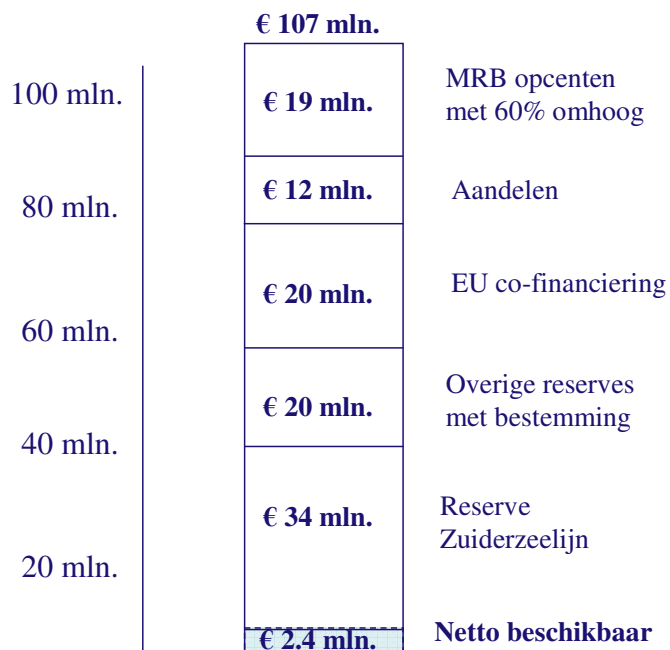 € 107 mln.
100 mln.
€ 19 mln.
MRB opcenten
met 60% omhoog
80 mln.
€ 12 mln.
Aandelen
€ 20 mln.
EU co-financiering
60 mln.
€ 20 mln.
Overige reserves
met bestemming
40 mln.
€ 34 mln.
Reserve
Zuiderzeelijn
20 mln.
€ 2.4 mln.
Netto beschikbaar